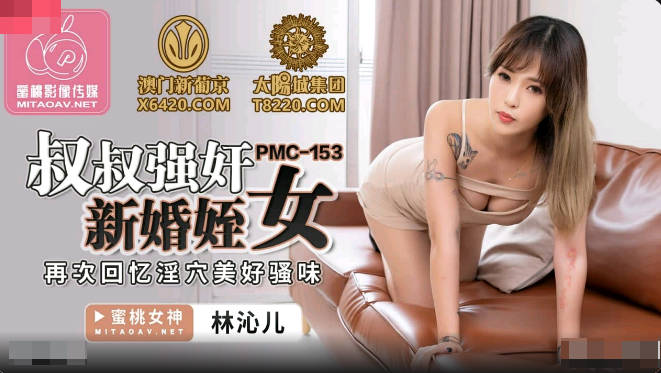 蜜桃影像传媒
MITAOAV.NET
澳门新葡京
X6420.COM
太陽城集团
T8220.COM
叔叔强奸
PMC-153
新婚姪女
再次回忆淫穴美好骚味
蜜桃女神
MITAOAV.NET
林沁儿